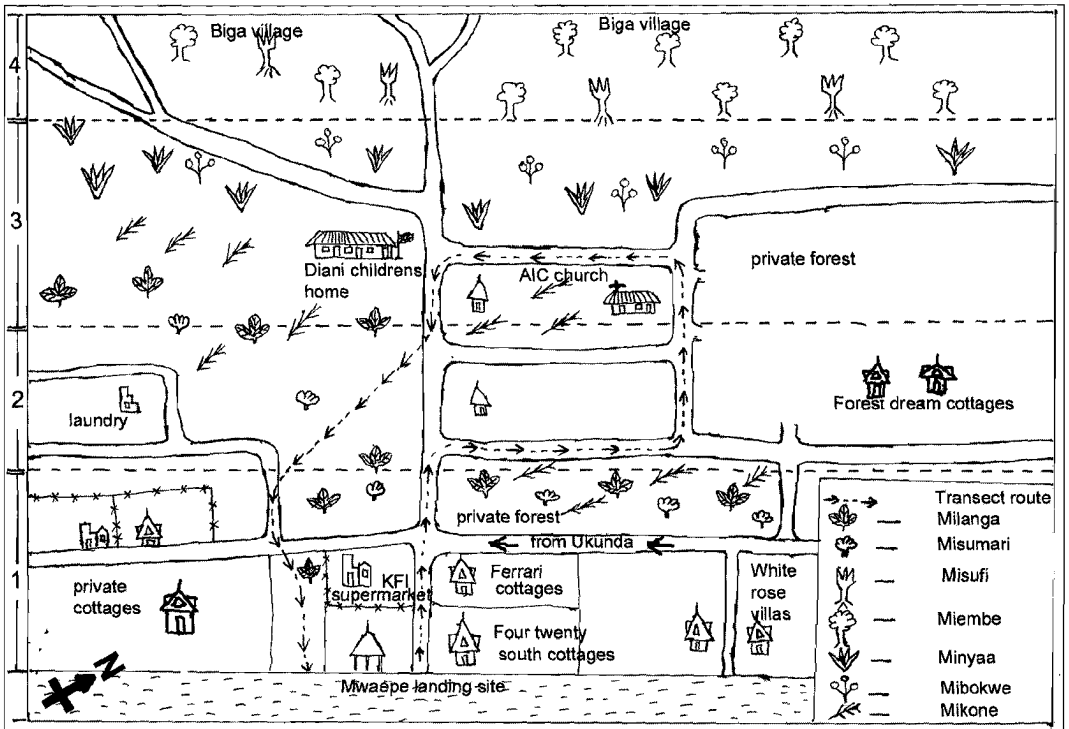 Biga village
Biga village
4
3
2
1
Diani childrens
home
AIC church
private forest
laundry
Forest dream cottages
private forest
from Ukunda
private
cottages
KFI
supermarket
Ferrari
cottages
Four twenty
south cottages
White
rose
villas
Mwaepe landing site
N
Transect route
Milanga
Misumari
Misufi
Miembe
Minyaa
Mibokwe
Mikone